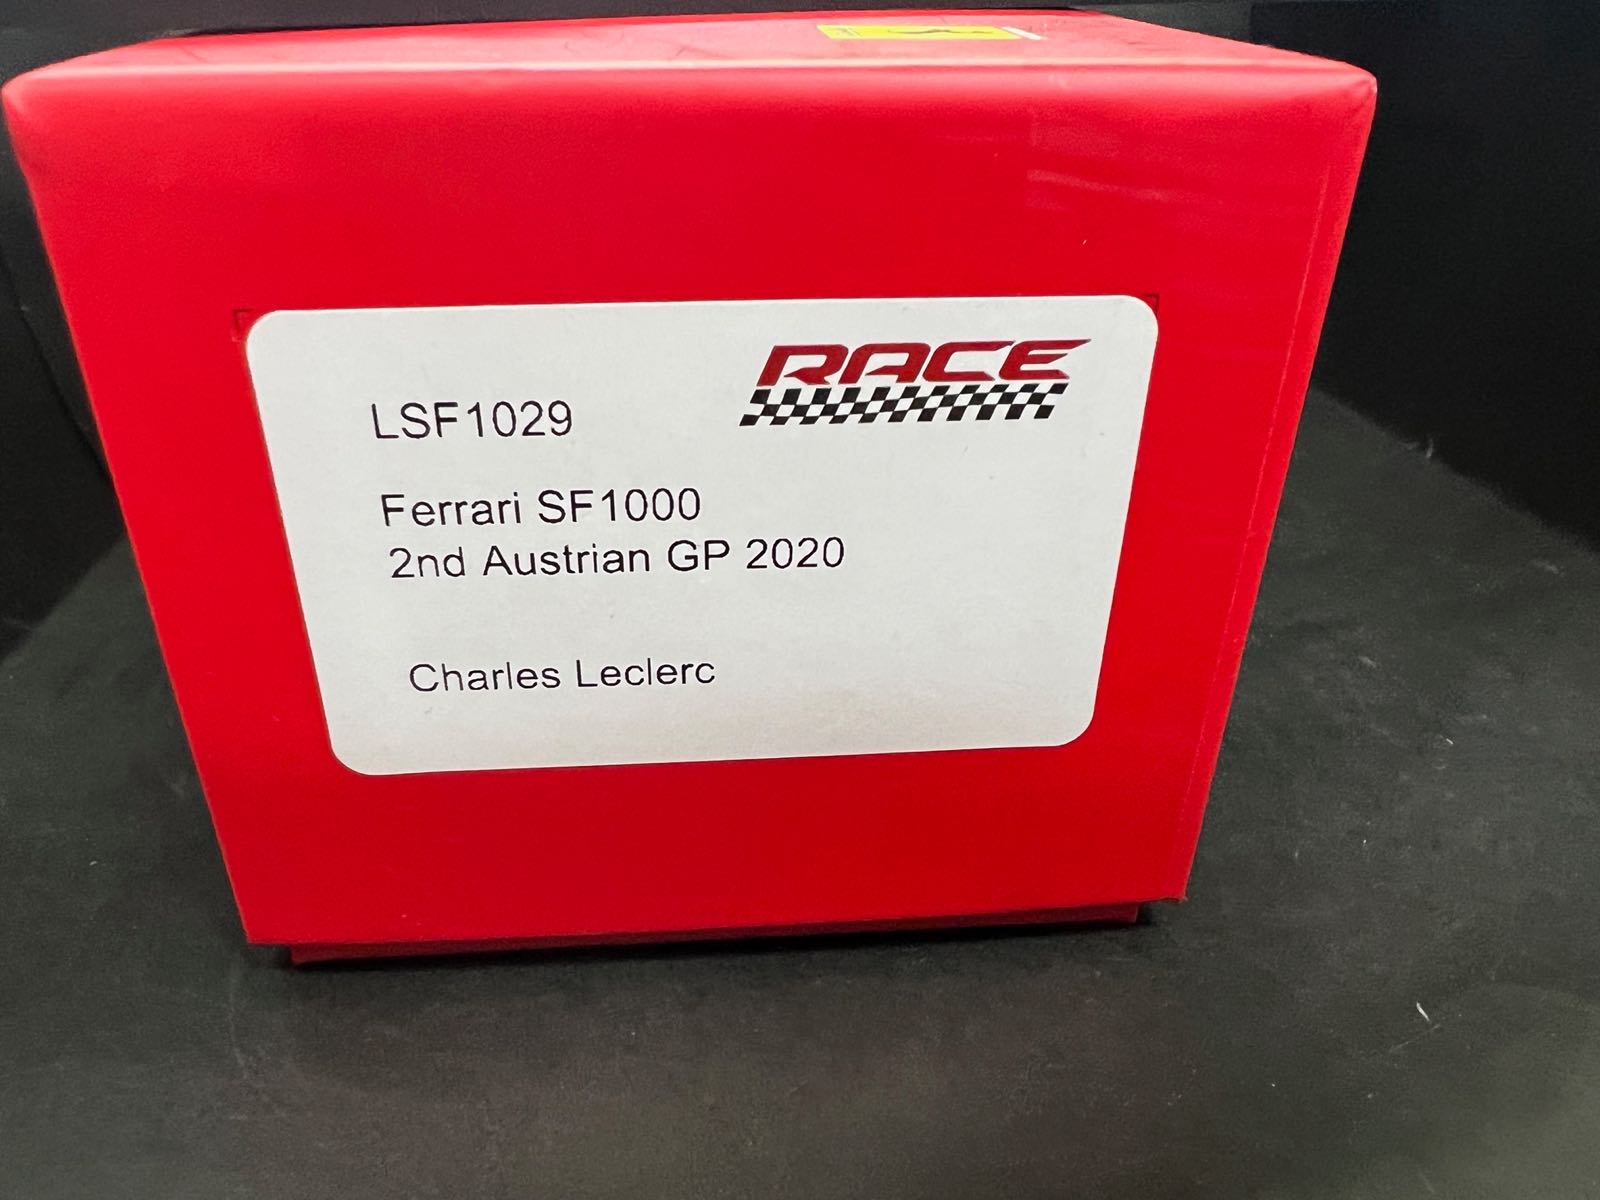 RACE
LSF1029
Ferrari SF1000
2nd Austrian GP 2020
Charles Leclerc